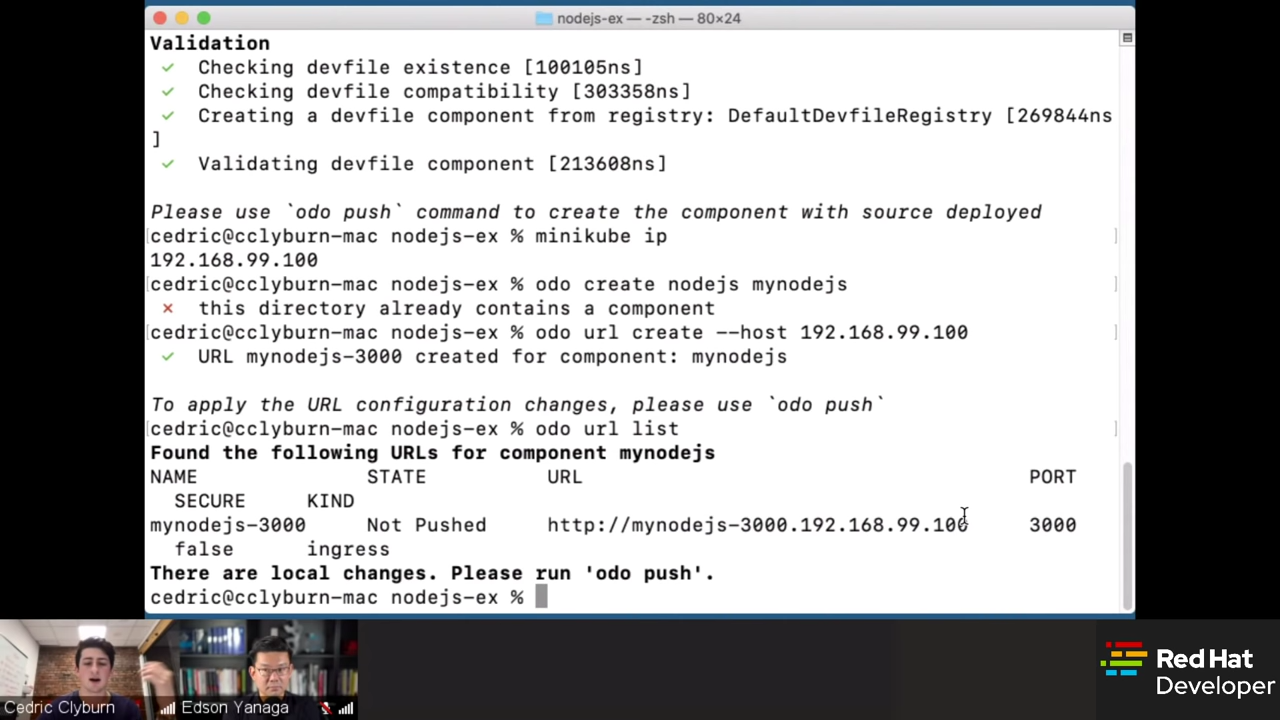 nodejs-ex — -zsh — 80×24
Validation
✓ Checking devfile existence [100105ns]
✓ Checking devfile compatibility [303358ns]
✓ Creating a devfile component from registry: DefaultDevfileRegistry [269844ns
]
✓ Validating devfile component [213608ns]
Please use `odo push` command to create the component with source deployed
[cedric@cclyburn-mac nodejs-ex % minikube ip ]
192.168.99.100
[cedric@cclyburn-mac nodejs-ex % odo create nodejs mynodejs ]
✗ this directory already contains a component
[cedric@cclyburn-mac nodejs-ex % odo url create --host 192.168.99.100 ]
✓ URL mynodejs-3000 created for component: mynodejs
To apply the URL configuration changes, please use `odo push`
[cedric@cclyburn-mac nodejs-ex % odo url list ]
Found the following URLs for component mynodejs
NAME STATE URL PORT
SECURE KIND
mynodejs-3000 Not Pushed http://mynodejs-3000.192.168.99.100 3000
false ingress
There are local changes. Please run 'odo push'.
cedric@cclyburn-mac nodejs-ex %
Cedric Clyburn
Edson Yanaga
Red Hat
Developer